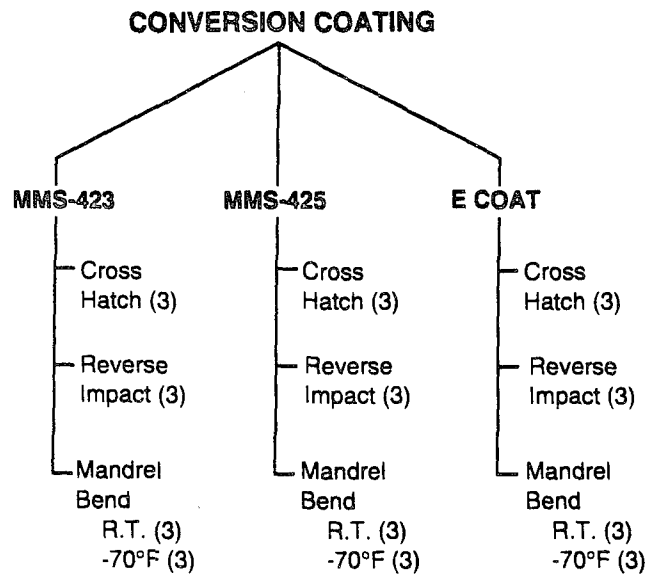 CONVERSION COATING
MMS-423
Cross
Hatch (3)
Reverse
Impact (3)
Mandrel
Bend
R.T. (3)
-70°F (3)
MMS-425
Cross
Hatch (3)
Reverse
Impact (3)
Mandrel
Bend
R.T. (3)
-70°F (3)
E COAT
Cross
Hatch (3)
Reverse
Impact (3)
Mandrel
Bend
R.T. (3)
-70°F (3)